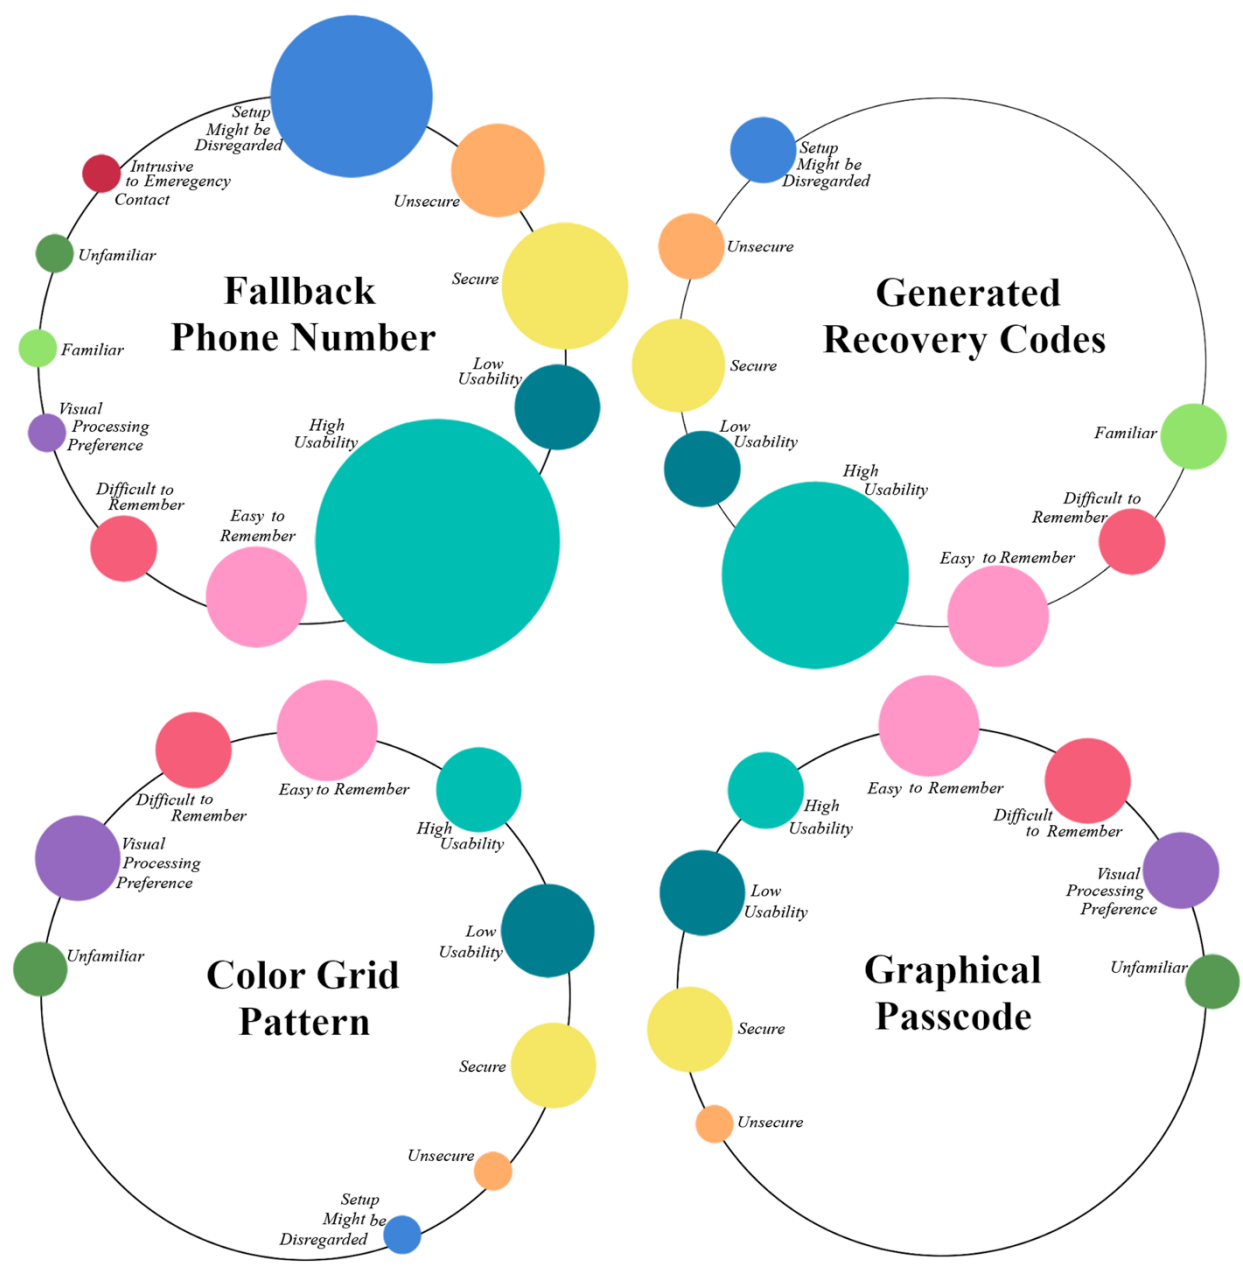 Setup
Might be
Disregarded
Intrusive
to Emeregency
Contact
Unsecure
Unfamiliar
Secure
Fallback
Phone Number
Familiar
Low
Usability
Visual
Processing
Preference
High
Usability
Difficult to
Remember
Easy to
Remember
Setup
Might be
Disregarded
Unsecure
Generated
Recovery Codes
Secure
Low
Usability
Familiar
High
Usability
Difficult to
Remember
Easy to Remember
Easy to Remember
Difficult to
Remember
High
Usability
Visual
Processing
Preference
Low
Usability
Unfamiliar
Color Grid
Pattern
Secure
Unsecure
Setup
Might be
Disregarded
Easy to Remember
High
Usability
Difficult
to Remember
Visual
Processing
Preference
Low
Usability
Unfamiliar
Graphical
Passcode
Secure
Unsecure